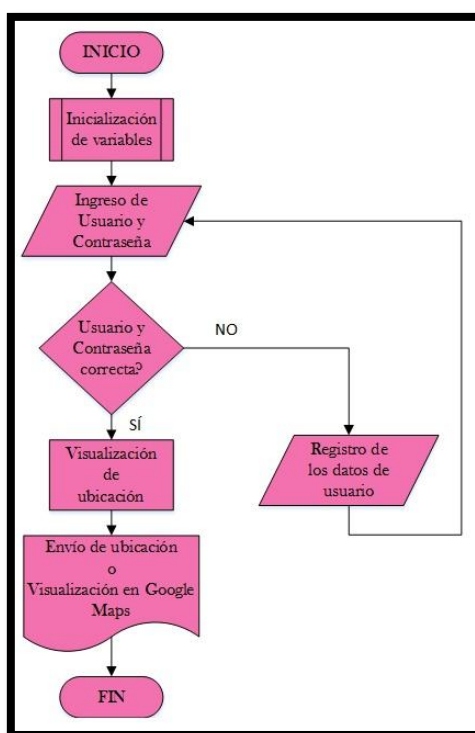 INICIO
Inicialización
de variables
Ingreso de
Usuario y
Contraseña
Usuario y
Contraseña
correcta?
NO
SÍ
Registro de
los datos de
usuario
Visualización
de
ubicación
Envío de ubicación
o
Visualización en Google
Maps
FIN